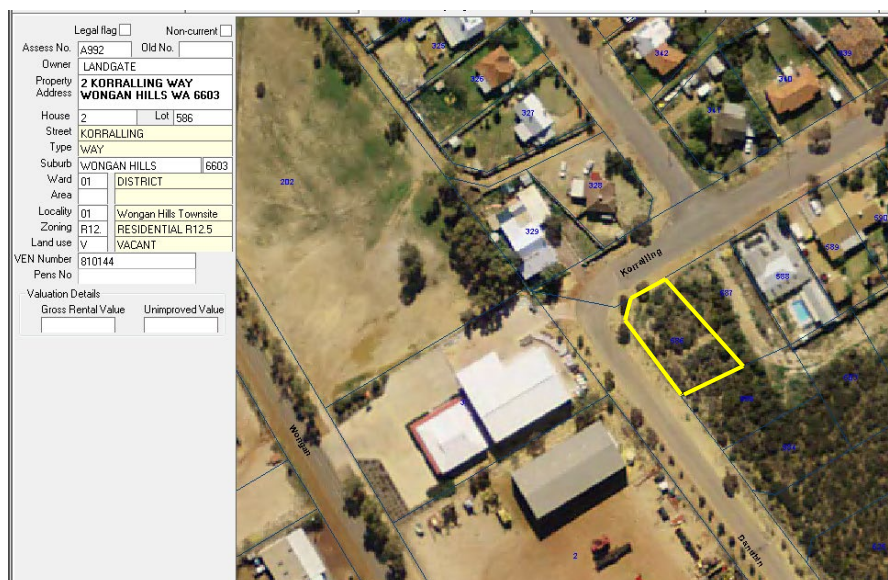 Legal flag Non-current
Assess No. A992 Old No.
Owner LANDGATE
Property Address 2 KORRALLING WAY
WONGAN HILLS WA 6603
House 2 Lot 586
Street KORRALLING
Type WAY
Suburb WONGAN HILLS 6603
Ward 01 DISTRICT
Area
Locality 01 Wongan Hills Townsite
Zoning R12. RESIDENTIAL R12.5
Land use V VACANT
VEN Number 810144
Pens No
Valuation Details
Gross Rental Value Unimproved Value
326
327
328
329
342
341
340
202
Korralling
587
588
589
586
Wongan
Dandin
2